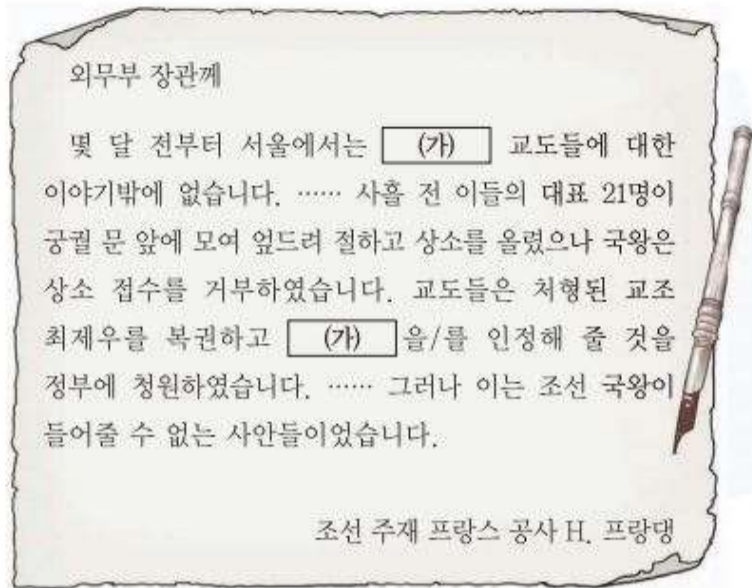 외무부 장관께
몇 달 전부터 서울에서는 (가) 교도들에 대한
이야기밖에 없습니다. …… 사흘 전 이들의 대표 21명이
궁궐 문 앞에 모여 엎드려 절하고 상소를 올렸으나 국왕은
상소 접수를 거부하였습니다. 교도들은 처형된 교조
최제우를 복권하고 (가) 을/를 인정해 줄 것을
정부에 청원하였습니다. …… 그러나 이는 조선 국왕이
들어줄 수 없는 사안들이었습니다.
조선 주재 프랑스 공사 H. 프랑댕